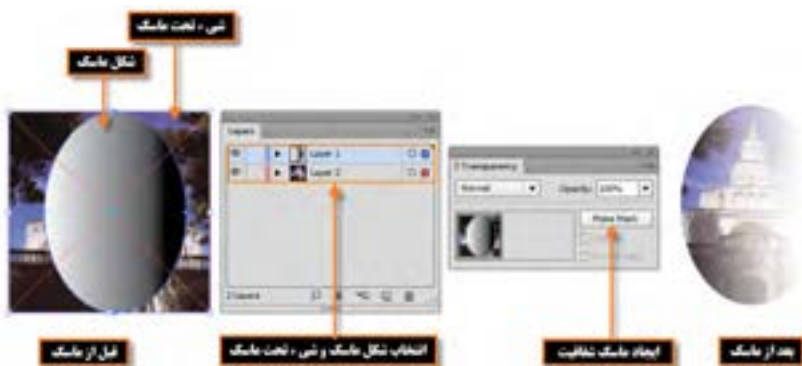 شی ء تحت ماسک
شکل ماسک
Layers
Layer 1
Layer 2
2 Layers
Transparency
Normal
Opacity: 100%
Make Mask
قبل از ماسک
انتخاب شکل ماسک و شی ء تحت ماسک
ایجاد ماسک شفافیت
بعد از ماسک